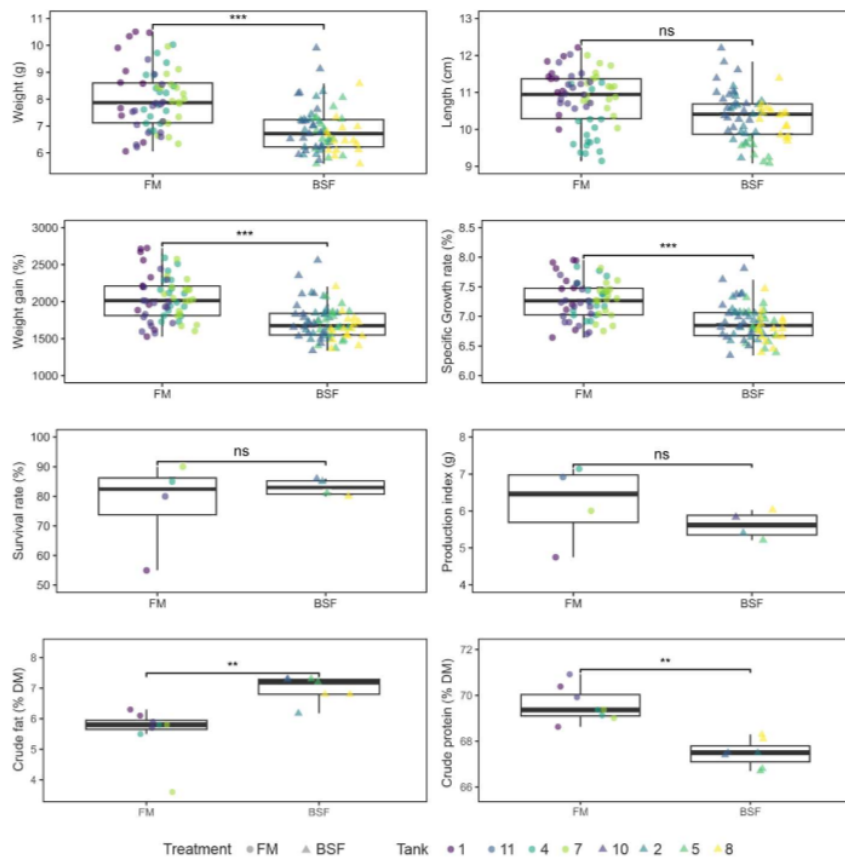 ***
Weight (g)
11
10
9
8
7
6
FM
BSF
ns
Length (cm)
13
12
11
10
9
FM
BSF
***
Weight gain (%)
3000
2500
2000
1500
1000
FM
BSF
***
Specific Growth rate (%)
8.5
8.0
7.5
7.0
6.5
6.0
FM
BSF
ns
Survival rate (%)
100
90
80
70
60
50
FM
BSF
ns
Production index (g)
8
7
6
5
4
FM
BSF
**
Crude fat (% DM)
8
7
6
5
4
FM
BSF
**
Crude protein (% DM)
72
70
68
66
FM
BSF
Treatment FM BSF Tank 1 11 4 7 10 2 5 8